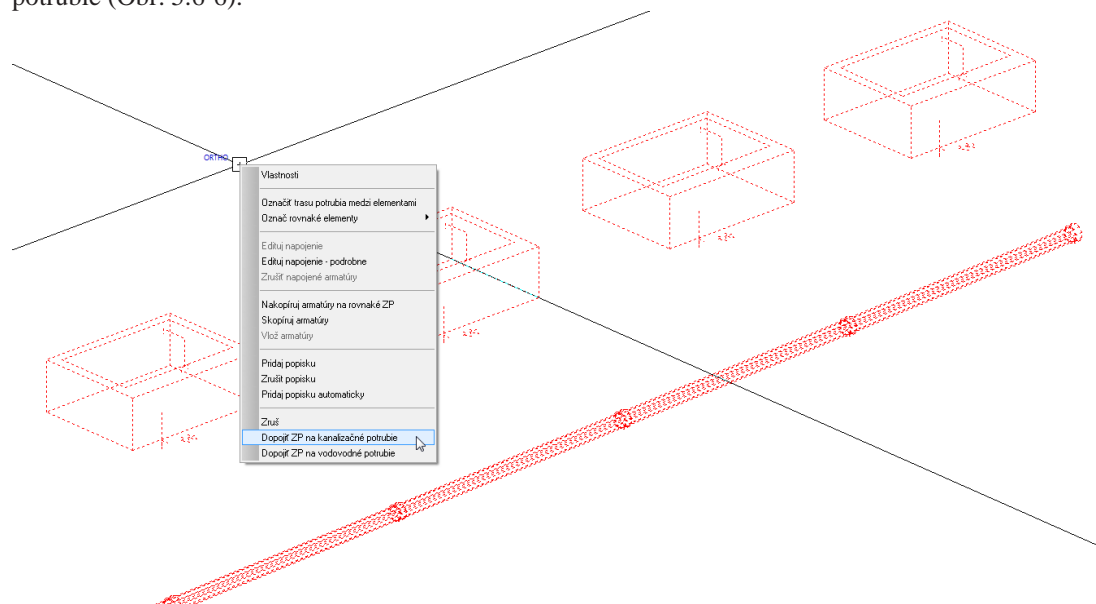 potrubie (Obr. 5.6-6).
ORTHO
Vlastnosti
Označiť trasu potrubia medzi elementami
Označ rovnaké elementy
Edituj napojenie
Edituj napojenie - podrobne
Zrušiť napojené armatúry
Nakopíruj armatúry na rovnaké ZP
Skopíruj armatúry
Vlož armatúry
Pridaj popisku
Zrušit popisku
Pridaj popisku automaticky
Zruš
Dopojiť ZP na kanalizačné potrubie
Dopojiť ZP na vodovodné potrubie